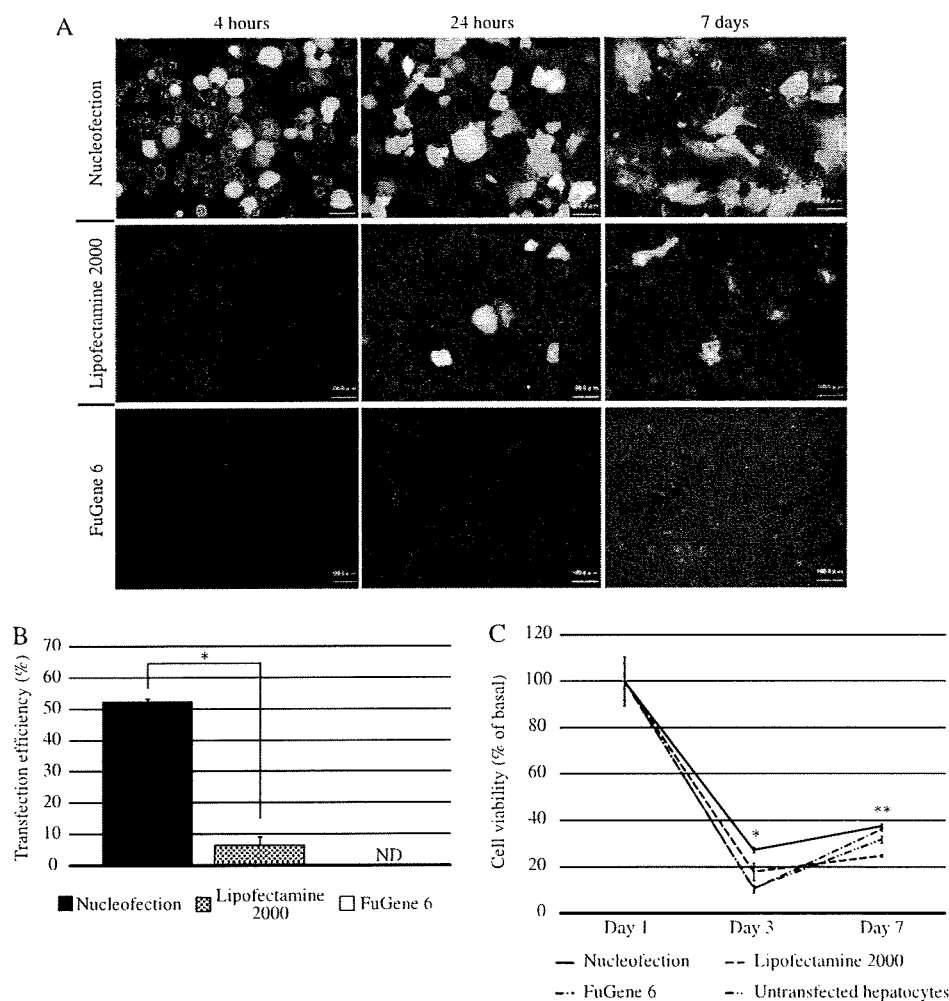 A
4 hours 24 hours 7 days
Nucleofection
Lipofectamine 2000
FuGene 6
B
Transfection efficiency (%)
70
60
50
40
30
20
10
0
*
ND
Nucleofection Lipofectamine 2000 FuGene 6
C
Cell viability (% of basal)
120
100
80
60
40
20
0
*
**
Day 1 Day 3 Day 7
Nucleofection Lipofectamine 2000
FuGene 6 Untransfected hepatocytes